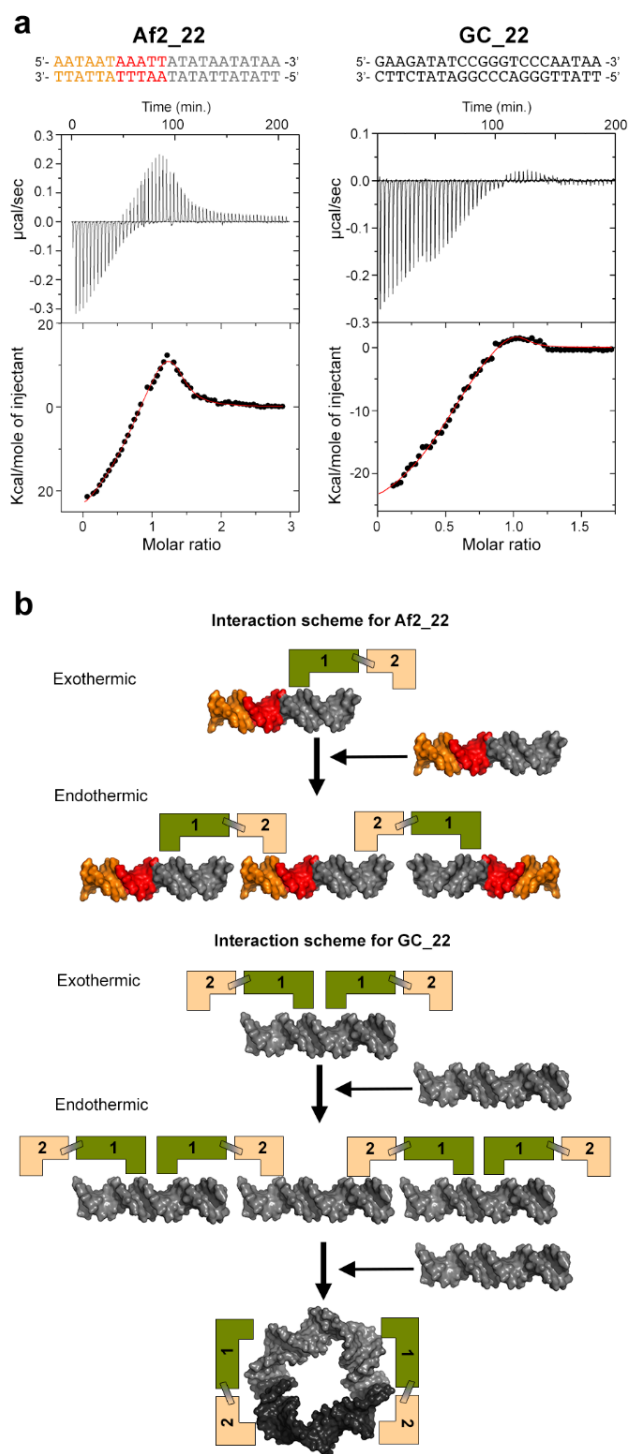 a
Af2_22
5'- AATAATAAATTATATAATATAA -3'
3'- TTATTATTTAATATATTATATT -5'
Time (min.)
0 100 200
0.3
0.2
0.1
0.0
-0.1
-0.2
-0.3
µcal/sec
20
0
20
Kcal/mole of injectant
0 1 2 3
Molar ratio
GC_22
5'- GAAGATATCCGGGTCCCAATAA -3'
3'- CTTCTATAGGCCCAGGGTTATT -5'
Time (min.)
0 100 200
0.1
0.0
-0.1
-0.2
-0.3
µcal/sec
0
-10
-20
Kcal/mole of injectant
0.0 0.5 1.0 1.5
Molar ratio
b
Interaction scheme for Af2_22
Exothermic
1 2
Endothermic
1 2 2 1
Interaction scheme for GC_22
Exothermic
2 1 1 2
Endothermic
2 1 1 2 2 1 1 2
1 1
2 2